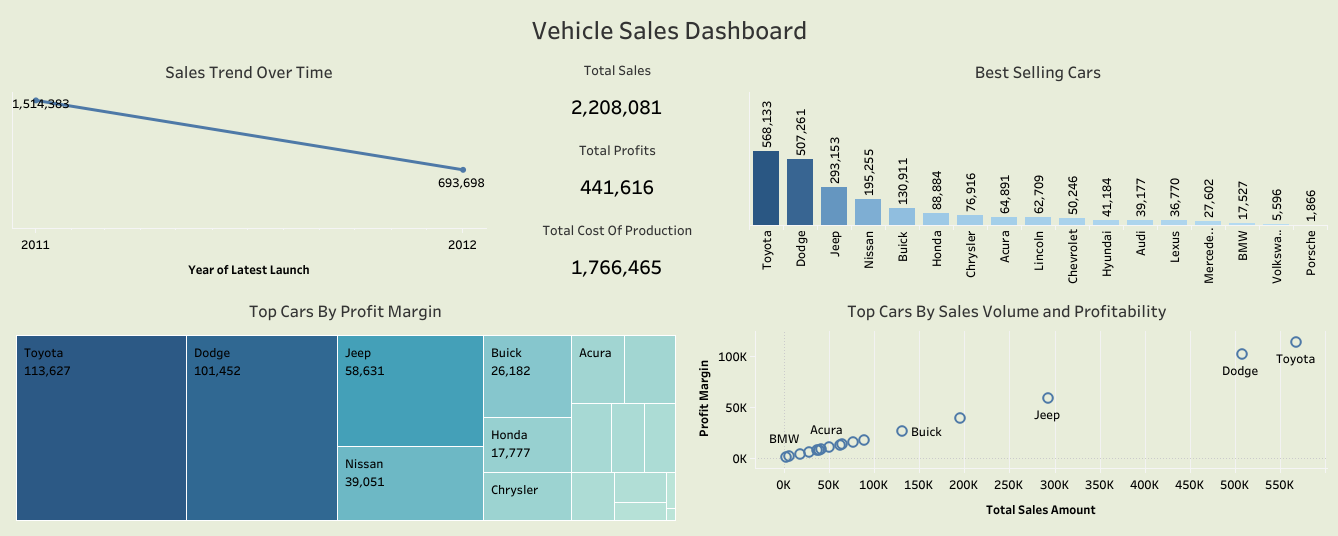 Vehicle Sales Dashboard
Sales Trend Over Time
1,514,383
693,698
2011
2012
Year of Latest Launch
Total Sales
2,208,081
Total Profits
441,616
Total Cost Of Production
1,766,465
Best Selling Cars
568,133
507,261
293,153
195,255
130,911
88,884
76,916
64,891
62,709
50,246
41,184
39,177
36,770
27,602
17,527
5,596
1,866
Toyota
Dodge
Jeep
Nissan
Buick
Honda
Chrysler
Acura
Lincoln
Chevrolet
Hyundai
Audi
Lexus
Mercede..
BMW
Volkswa..
Porsche
Top Cars By Profit Margin
Toyota
113,627
Dodge
101,452
Jeep
58,631
Nissan
39,051
Buick
26,182
Honda
17,777
Chrysler
Acura
Top Cars By Sales Volume and Profitability
Profit Margin
100K
50K
0K
BMW
Acura
Buick
Jeep
Dodge
Toyota
0K
50K
100K
150K
200K
250K
300K
350K
400K
450K
500K
550K
Total Sales Amount